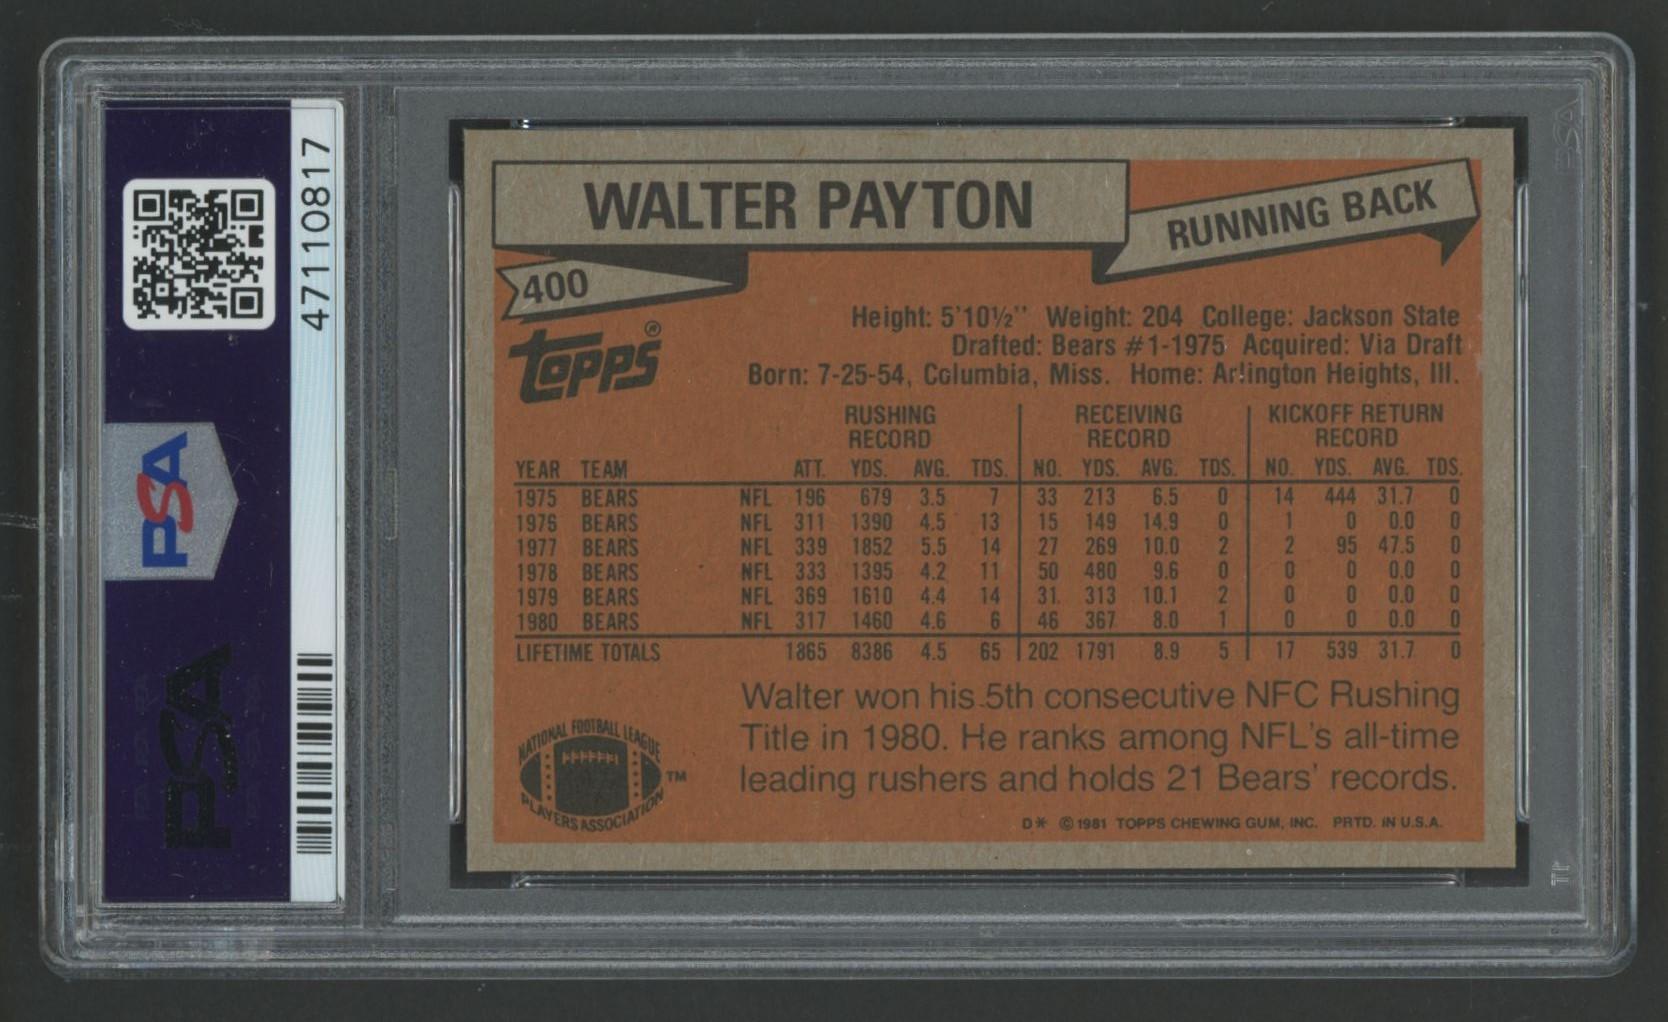 47110817
PSA
PSA
WALTER PAYTON
RUNNING BACK
400
topps®
Height: 5'10½" Weight: 204 College: Jackson State
Drafted: Bears #1-1975 Acquired: Via Draft
Born: 7-25-54, Columbia, Miss. Home: Arlington Heights, Ill.
RUSHING RECORD RECEIVING RECORD KICKOFF RETURN RECORD
YEAR TEAM ATT. YDS. AVG. TDS. NO. YDS. AVG. TDS. NO. YDS. AVG. TDS.
1975 BEARS NFL 196 679 3.5 7 33 213 6.5 0 14 444 31.7 0
1976 BEARS NFL 311 1390 4.5 13 15 149 14.9 0 1 0 0.0 0
1977 BEARS NFL 339 1852 5.5 14 27 269 10.0 2 2 95 47.5 0
1978 BEARS NFL 333 1395 4.2 11 50 480 9.6 0 0 0 0.0 0
1979 BEARS NFL 369 1610 4.4 14 31 313 10.1 2 0 0 0.0 0
1980 BEARS NFL 317 1460 4.6 6 46 367 8.0 1 0 0 0.0 0
LIFETIME TOTALS 1865 8386 4.5 65 202 1791 8.9 5 17 539 31.7 0
Walter won his 5th consecutive NFC Rushing
Title in 1980. He ranks among NFL's all-time
leading rushers and holds 21 Bears' records.
NATIONAL FOOTBALL LEAGUE
PLAYERS ASSOCIATION
TM
D* © 1981 TOPPS CHEWING GUM, INC. PRTD. IN U.S.A.
PSA